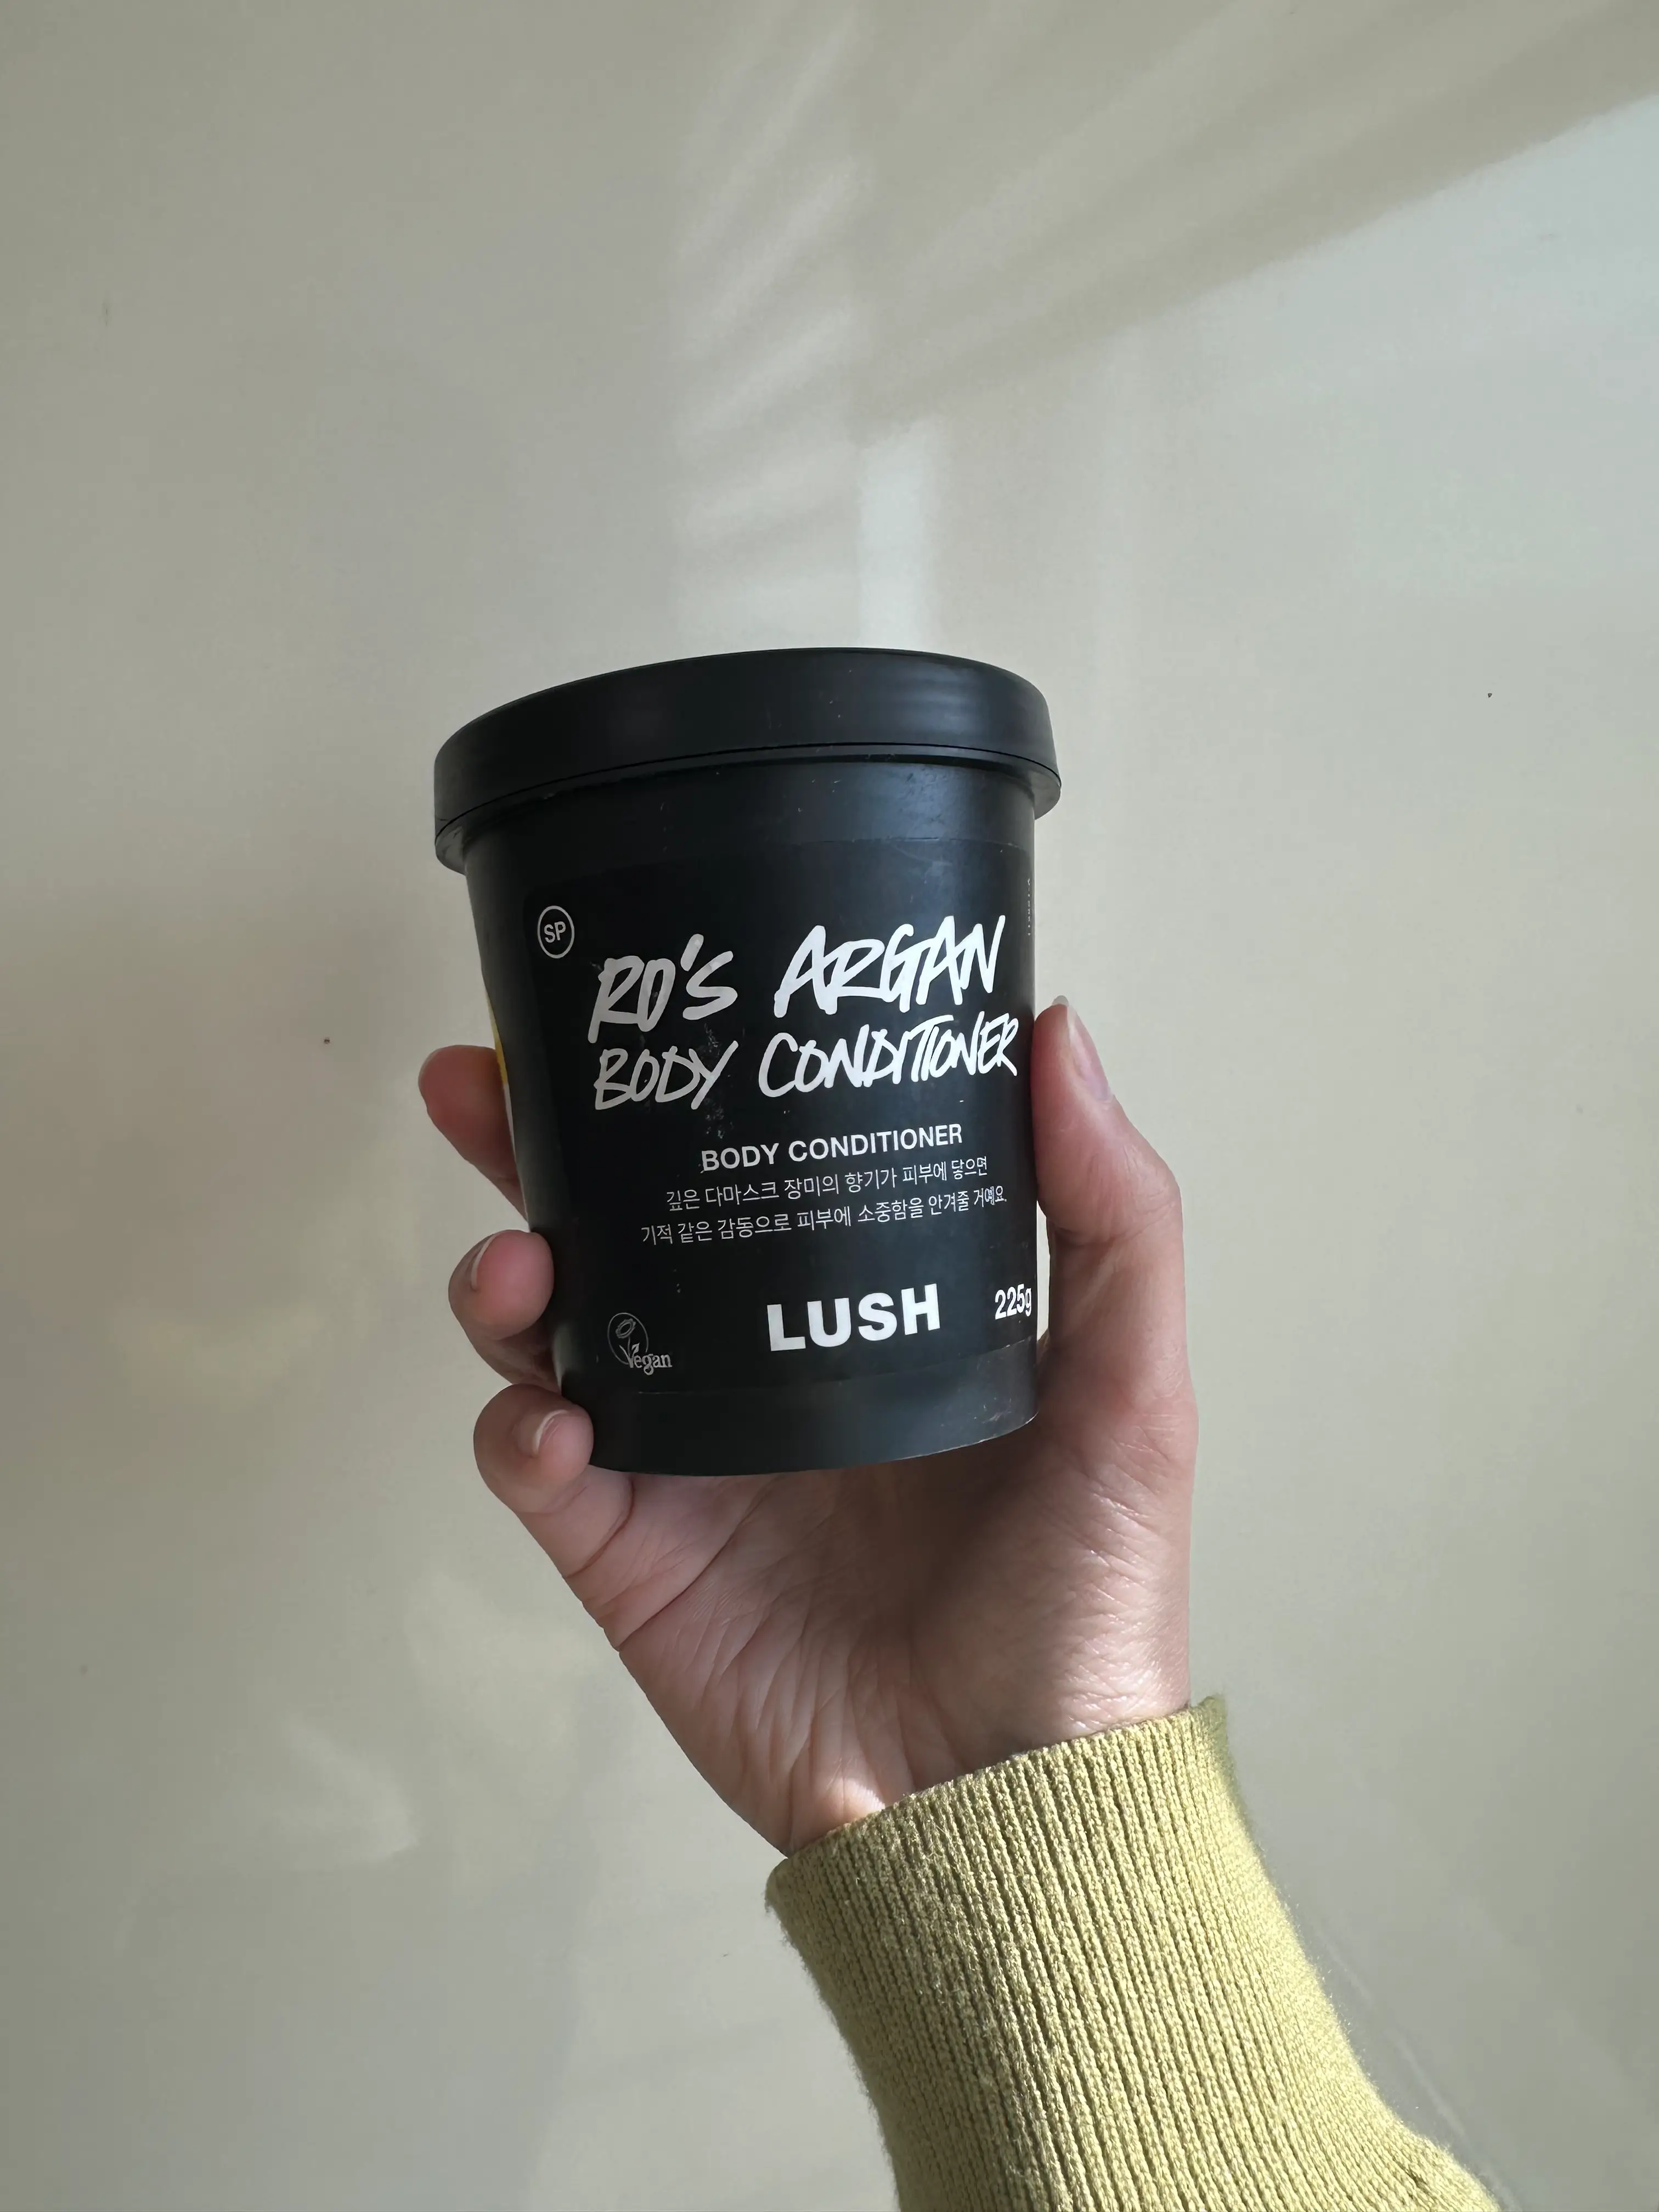 SP
RO'S ARGAN
BODY CONDITIONER
BODY CONDITIONER
깊은 다마스크 장미의 향기가 피부에 닿으면
기적 같은 감동으로 피부에 소중함을 안겨줄 거예요.
Vegan
LUSH
225g